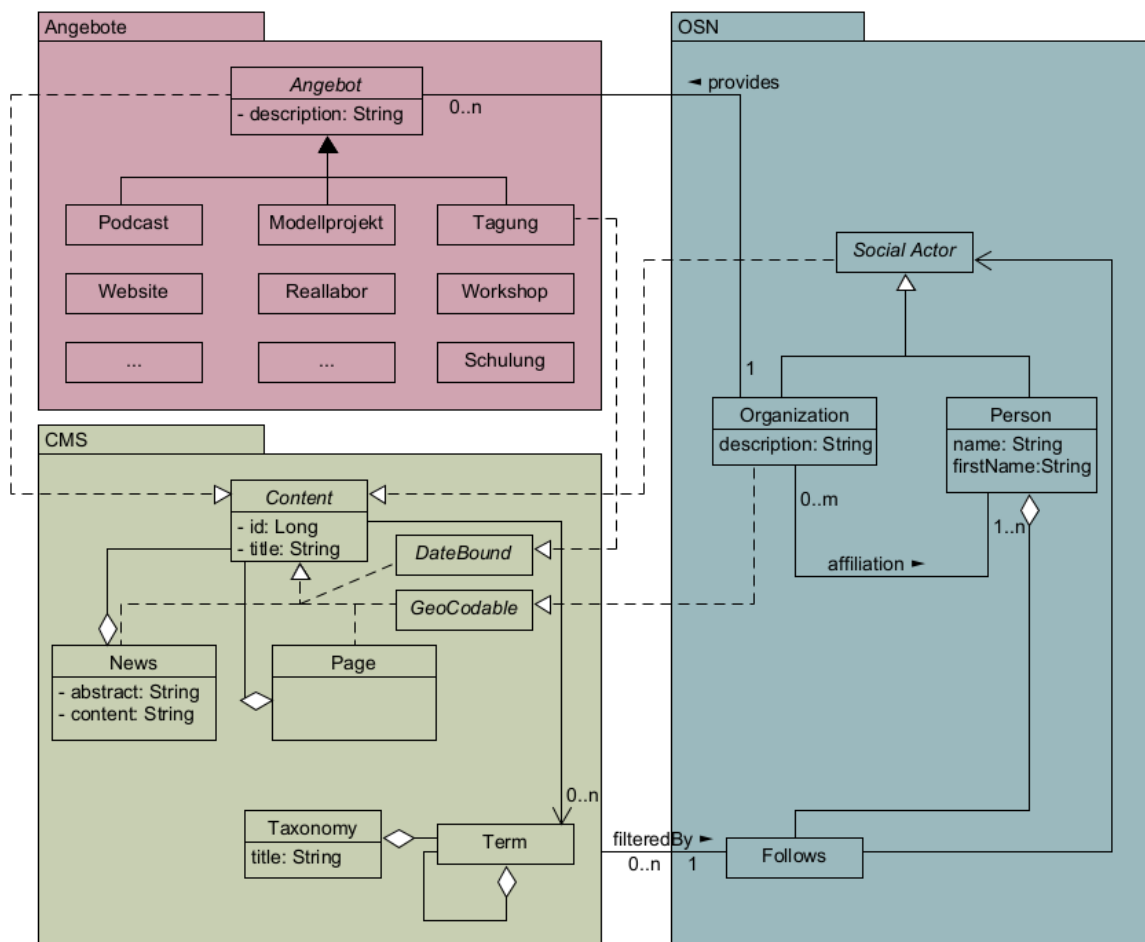 Angebote
Angebot
- description: String
0..n
Podcast
Modellprojekt
Tagung
Website
Reallabor
Workshop
...
...
Schulung
OSN
◄ provides
Social Actor
1
Organization
description: String
Person
name: String
firstName:String
0..m
1..n
affiliation ►
CMS
Content
- id: Long
- title: String
DateBound
GeoCodable
News
- abstract: String
- content: String
Page
0..n
Taxonomy
title: String
Term
filteredBy ►
0..n
1
Follows